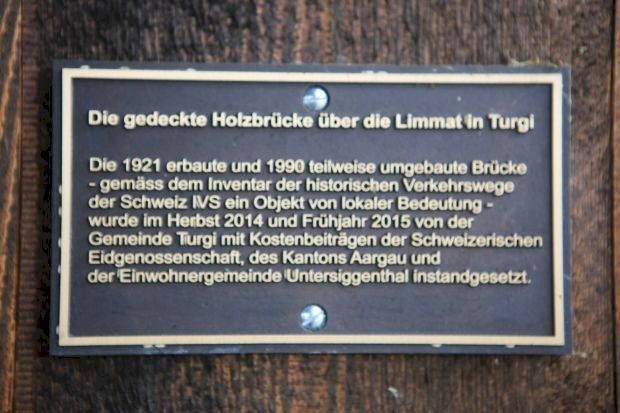 Die gedeckte Holzbrücke über die Limmat in Turgi
Die 1921 erbaute und 1990 teilweise umgebaute Brücke
- gemäss dem Inventar der historischen Verkehrswege
der Schweiz IVS ein Objekt von lokaler Bedeutung -
wurde im Herbst 2014 und Frühjahr 2015 von der
Gemeinde Turgi mit Kostenbeiträgen der Schweizerischen
Eidgenossenschaft, des Kantons Aargau und
der Einwohnergemeinde Untersiggenthal instandgesetzt.